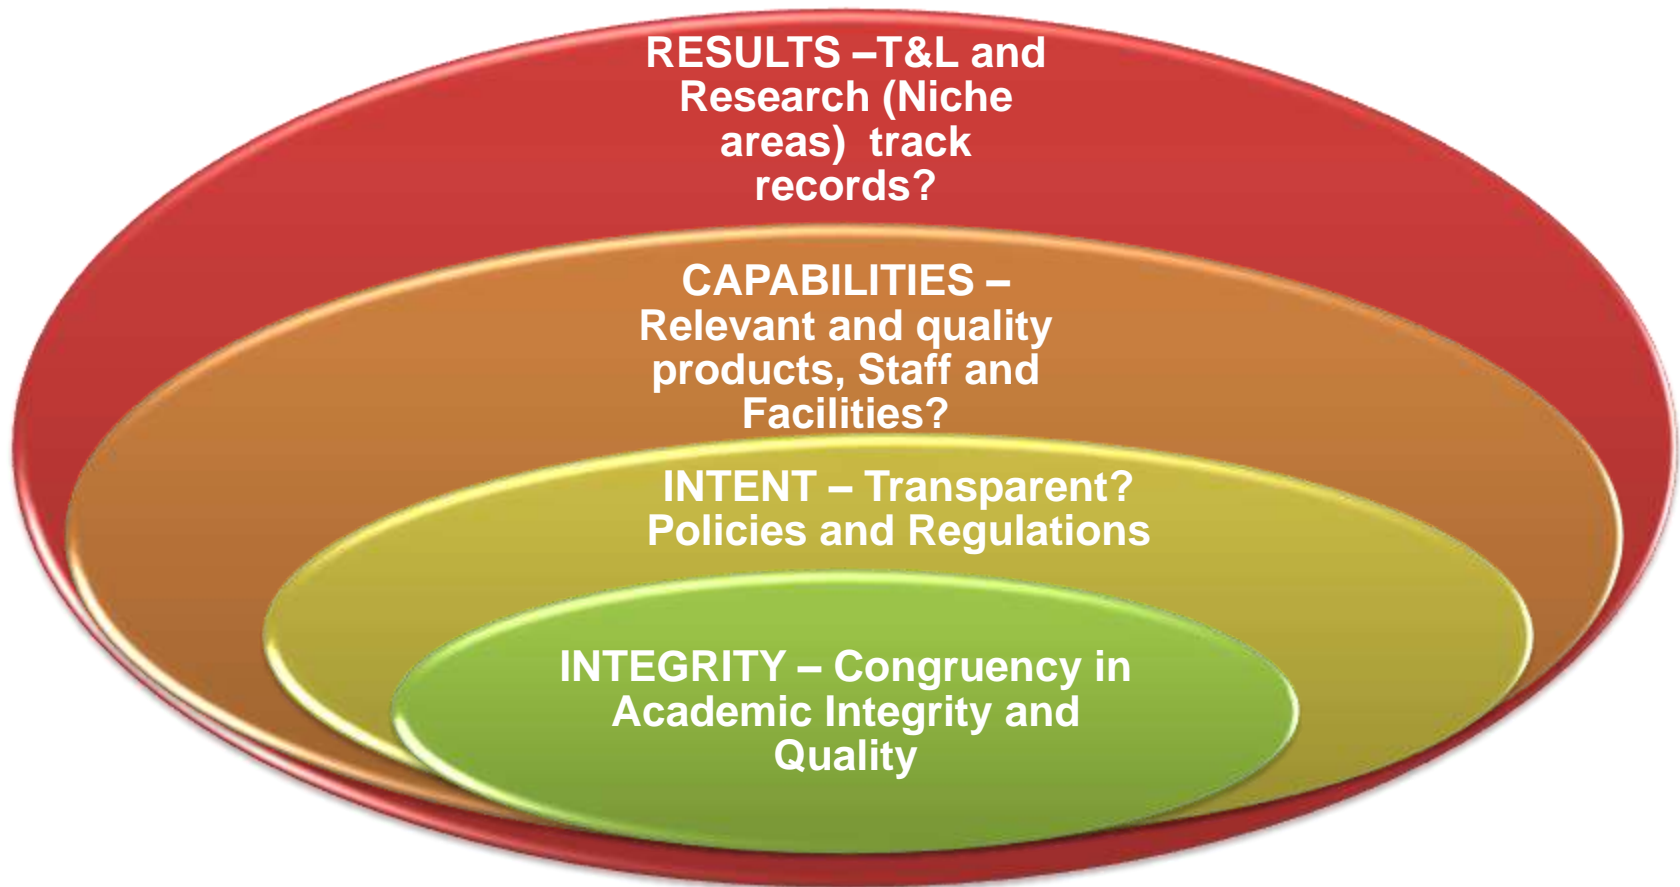 RESULTS –T&L and
Research (Niche
areas) track
records?
CAPABILITIES –
Relevant and quality
products, Staff and
Facilities?
INTENT – Transparent?
Policies and Regulations
INTEGRITY – Congruency in
Academic Integrity and
Quality